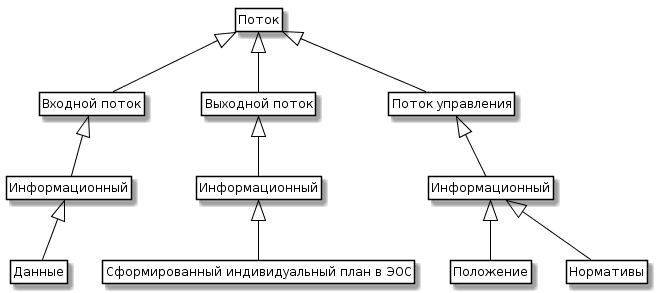 Поток
Входной поток
Выходной поток
Поток управления
Информационный
Информационный
Информационный
Данные
Сформированный индивидуальный план в ЭОС
Положение
Нормативы